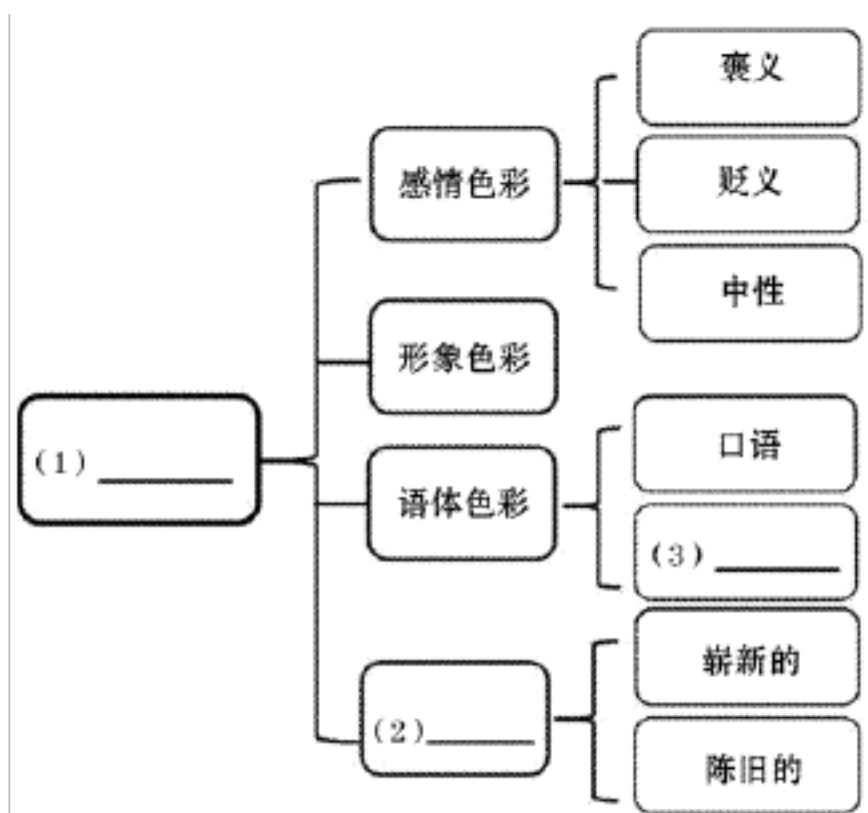 褒义
感情色彩
贬义
中性
形象色彩
(1)
口语
语体色彩
(3)
崭新的
(2)
陈旧的